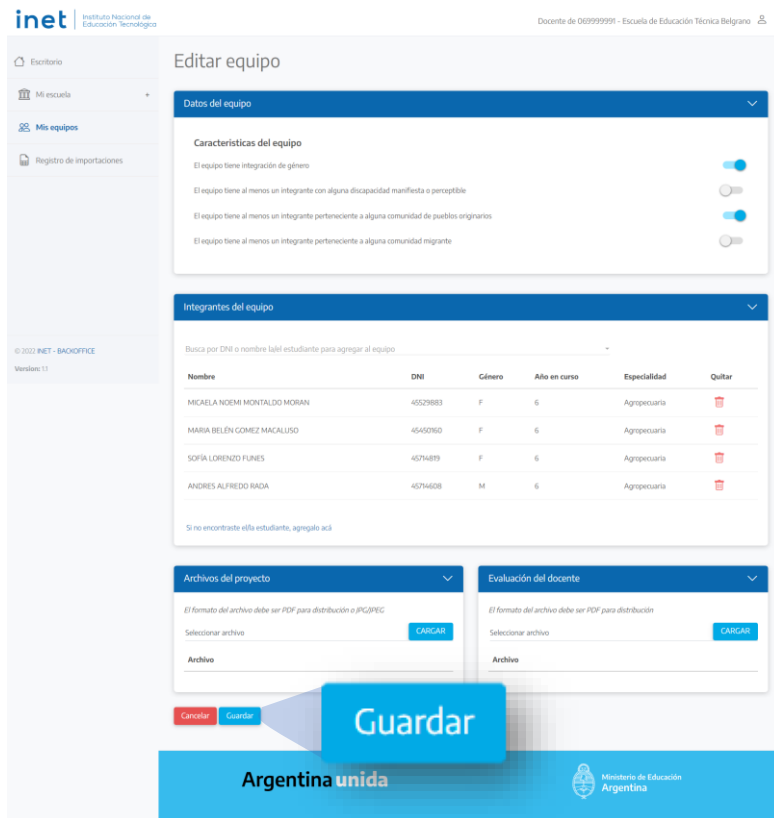 inet Instituto Nacional de Educación Tecnológica
Docente de 069999991 - Escuela de Educación Técnica Belgrano
Escritorio
Mi escuela +
Mis equipos
Registro de importaciones
© 2022 INET - BACKOFFICE
Version: 1.1
Editar equipo
Datos del equipo
Caracteristicas del equipo
El equipo tiene integración de género
El equipo tiene al menos un integrante con alguna discapacidad manifiesta o perceptible
El equipo tiene al menos un integrante perteneciente a alguna comunidad de pueblos originarios
El equipo tiene al menos un integrante perteneciente a alguna comunidad migrante
Integrantes del equipo
Busca por DNI o nombre la/el estudiante para agregar al equipo
Nombre DNI Género Año en curso Especialidad Quitar
MICAELA NOEMI MONTALDO MORAN 45529883 F 6 Agropecuaria
MARIA BELÉN GOMEZ MACALUSO 45450160 F 6 Agropecuaria
SOFÍA LORENZO FUNES 45714819 F 6 Agropecuaria
ANDRES ALFREDO RADA 45714608 M 6 Agropecuaria
Si no encontraste el/la estudiante, agregalo acá
Archivos del proyecto
El formato del archivo debe ser PDF para distribución o JPG/JPEG
Seleccionar archivo CARGAR
Archivo
Evaluación del docente
El formato del archivo debe ser PDF para distribución
Seleccionar archivo CARGAR
Archivo
Cancelar Guardar
Guardar
Argentina unida
Ministerio de Educación
Argentina